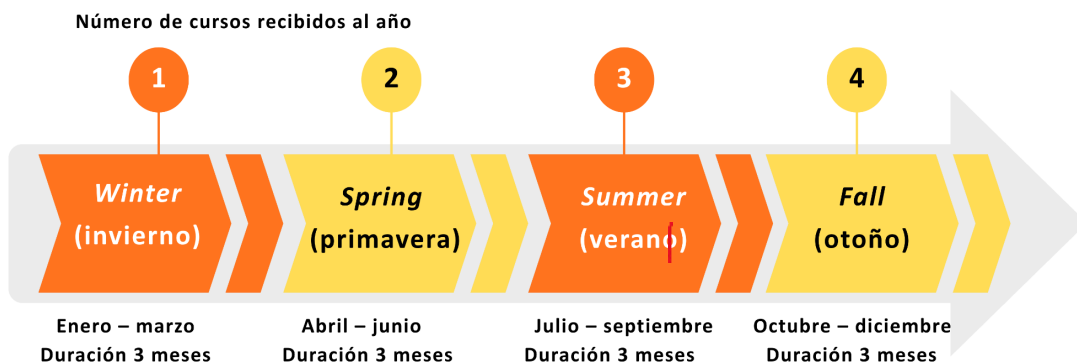 Número de cursos recibidos al año
1
2
3
4
Winter
(invierno)
Spring
(primavera)
Summer
(verano)
Fall
(otoño)
Enero – marzo
Duración 3 meses
Abril – junio
Duración 3 meses
Julio – septiembre
Duración 3 meses
Octubre – diciembre
Duración 3 meses